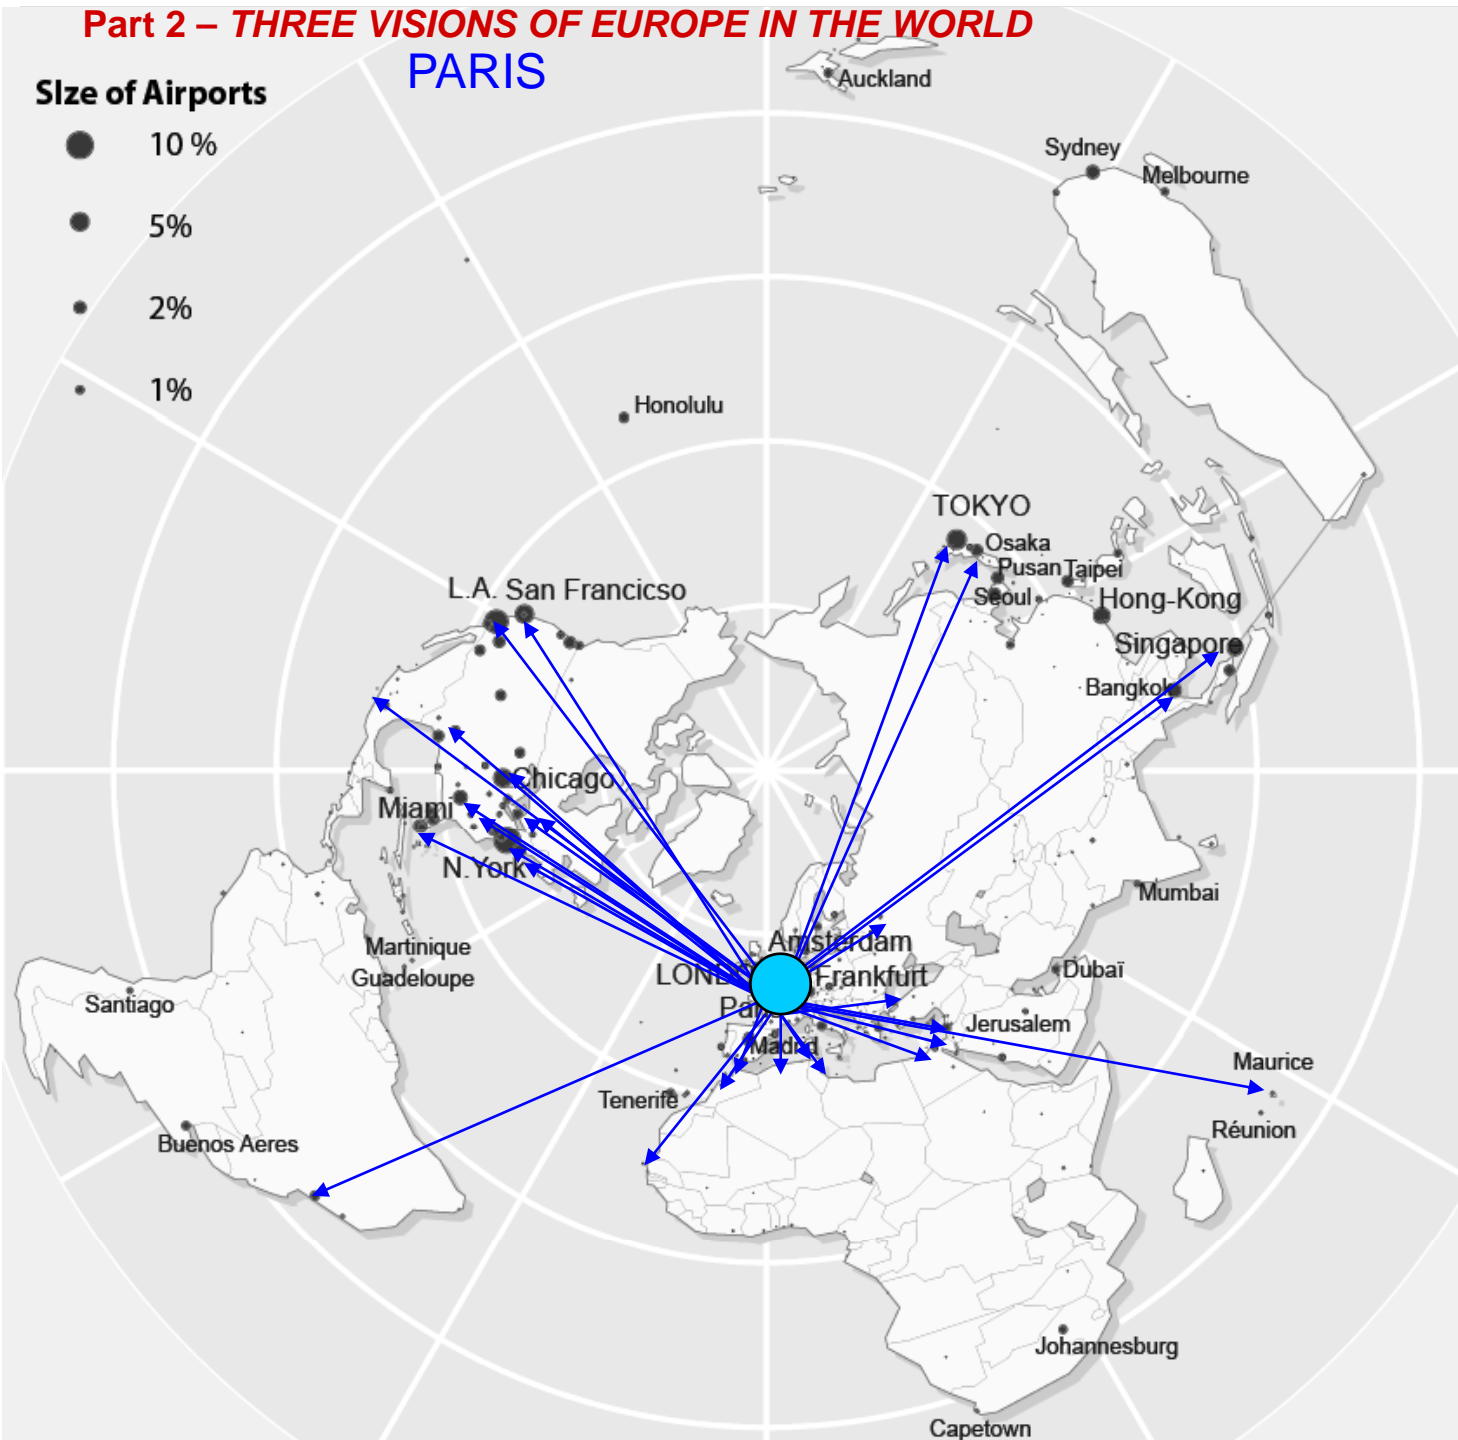 Part 2 – THREE VISIONS OF EUROPE IN THE WORLD
PARIS
SIze of Airports
10 %
5%
2%
1%
Auckland
Sydney
Melbourne
Honolulu
TOKYO
Osaka
Pusan
Taipei
Seoul
L.A.
San Francicso
Hong-Kong
Singapore
Bangkok
Chicago
Miami
N.York
Mumbai
Martinique
Guadeloupe
Amsterdam
LOND
Frankfurt
Dubaï
Santiago
Paris
Jerusalem
Madrid
Maurice
Tenerife
Réunion
Buenos Aeres
Johannesburg
Capetown